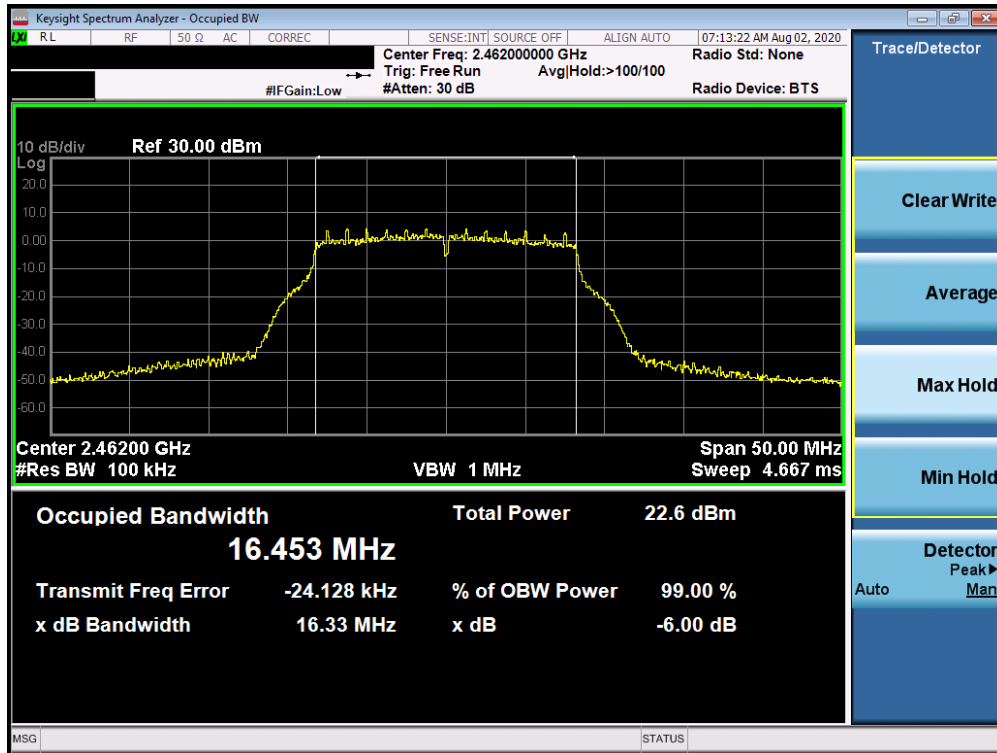 Keysight Spectrum Analyzer - Occupied BW
LXI RL RF 50 Ω AC CORREC SENSE:INT SOURCE OFF ALIGN AUTO 07:13:22 AM Aug 02, 2020
Center Freq: 2.462000000 GHz Radio Std: None
Trig: Free Run Avg|Hold:>100/100
#IFGain:Low #Atten: 30 dB Radio Device: BTS
Trace/Detector
10 dB/div Ref 30.00 dBm
Log
20.0
10.0
0.00
-10.0
-20.0
-30.0
-40.0
-50.0
-60.0
Center 2.46200 GHz Span 50.00 MHz
#Res BW 100 kHz VBW 1 MHz Sweep 4.667 ms
Occupied Bandwidth Total Power 22.6 dBm
16.453 MHz
Transmit Freq Error -24.128 kHz % of OBW Power 99.00 %
x dB Bandwidth 16.33 MHz x dB -6.00 dB
Clear Write
Average
Max Hold
Min Hold
Detector
Peak▶
Auto Man
MSG STATUS